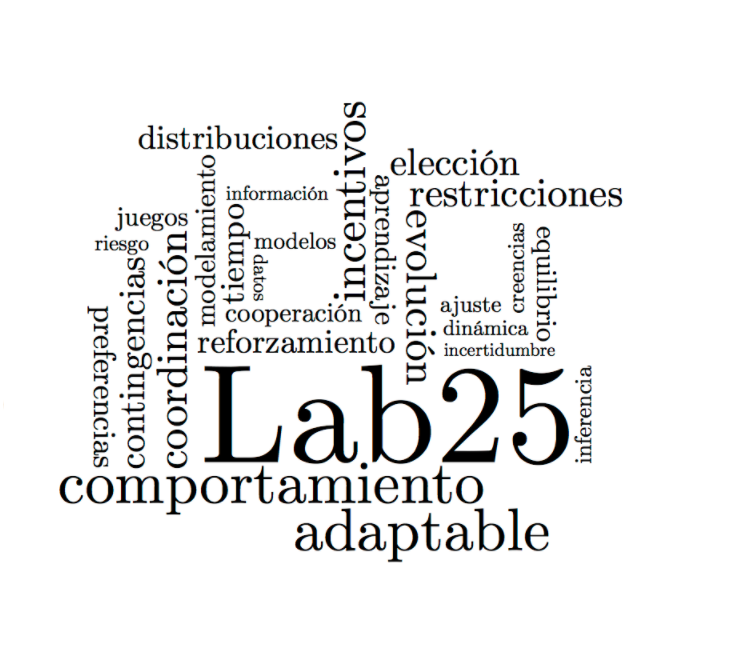 distribuciones
incentivos
elección
restricciones
modelamiento
información
aprendizaje
juegos
tiempo
evolución
riesgo
coordinación
modelos
datos
creencias
equilibrio
contingencias
preferencias
cooperación
ajuste
dinámica
reforzamiento
incertidumbre
Lab25
inferencia
comportamiento
adaptable